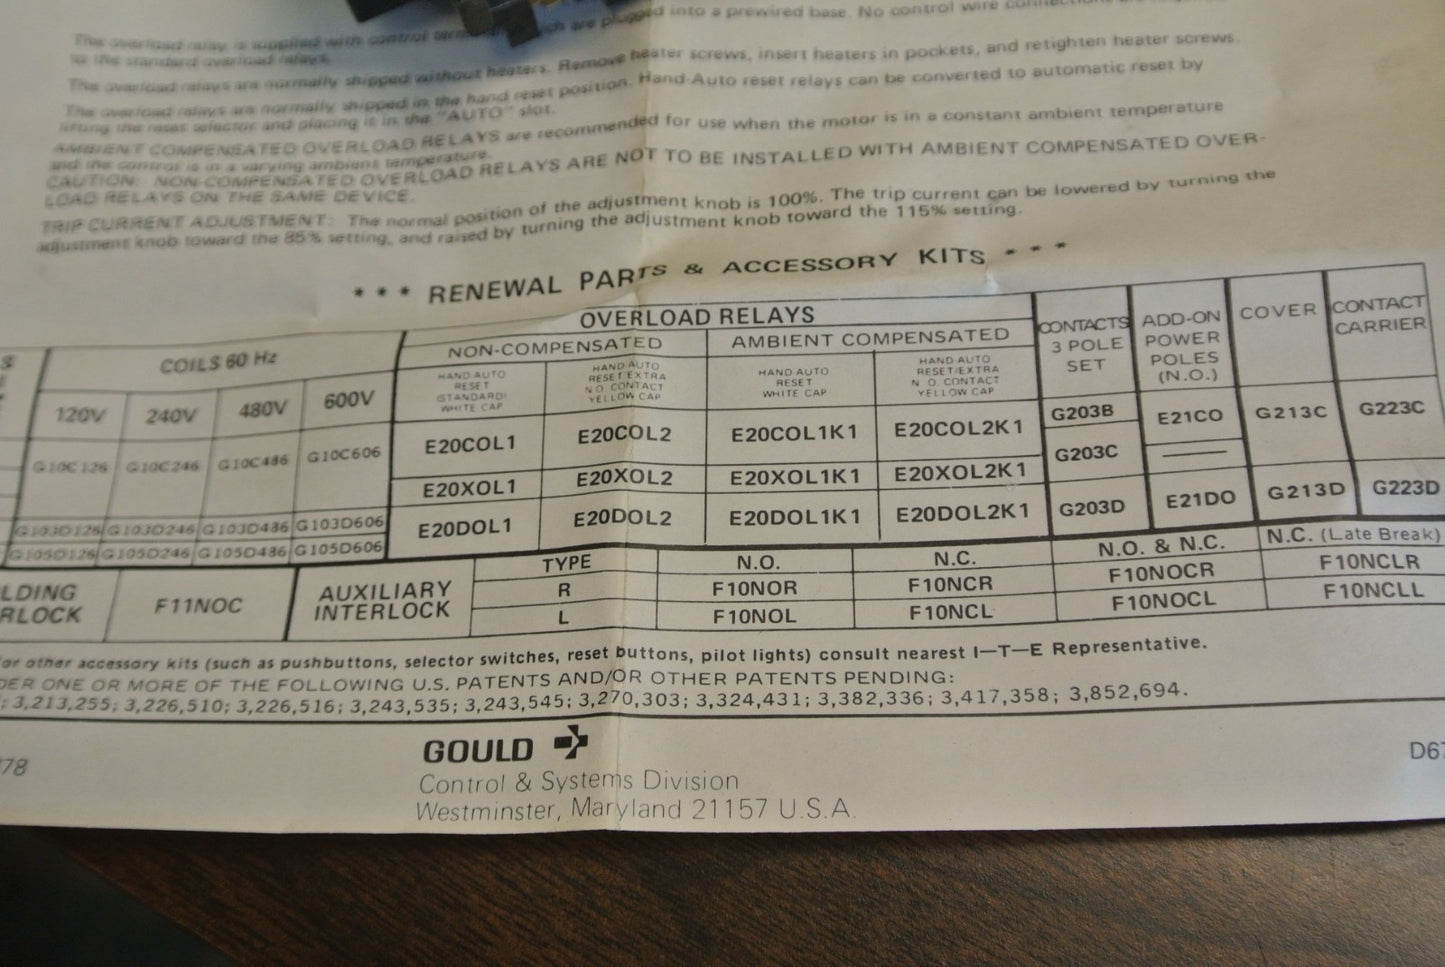 are plugged into a prewired base. No control wire
The overload relay is supplied with control
to the standard overload relays.
The overload relays are normally shipped without heaters. Remove heater screws, insert heaters in pockets, and retighten heater screws.
The overload relays are normally shipped in the hand reset position. Hand-Auto reset relays can be converted to automatic reset by
lifting the reset selector and placing it in the "AUTO" slot.
AMBIENT COMPENSATED OVERLOAD RELAYS are recommended for use when the motor is in a constant ambient temperature
and the control is in a varying ambient temperature.
CAUTION: NON-COMPENSATED OVERLOAD RELAYS ARE NOT TO BE INSTALLED WITH AMBIENT COMPENSATED OVER-
LOAD RELAYS ON THE SAME DEVICE.
TRIP CURRENT ADJUSTMENT: The normal position of the adjustment knob is 100%. The trip current can be lowered by turning the
adjustment knob toward the 85% setting, and raised by turning the adjustment knob toward the 115% setting.
* * * RENEWAL PARTS & ACCESSORY KITS * * *
COILS 60 Hz
120V 240V 480V 600V
OVERLOAD RELAYS
NON-COMPENSATED AMBIENT COMPENSATED
HAND AUTO RESET (STANDARD) WHITE CAP
HAND AUTO RESET/EXTRA N.O. CONTACT YELLOW CAP
HAND AUTO RESET WHITE CAP
HAND AUTO RESET/EXTRA N.O. CONTACT YELLOW CAP
CONTACTS 3 POLE SET
ADD-ON POWER POLES (N.O.)
COVER
CONTACT CARRIER
G10C126 G10C246 G10C486 G10C606 E20COL1 E20COL2 E20COL1K1 E20COL2K1 G203B E21CO G213C G223C
E20XOL1 E20XOL2 E20XOL1K1 E20XOL2K1 G203C ——
G103D126 G103D246 G103D486 G103D606 E20DOL1 E20DOL2 E20DOL1K1 E20DOL2K1 G203D E21DO G213D G223D
G105D126 G105D246 G105D486 G105D606
LDING
RLOCK
F11NOC
AUXILIARY
INTERLOCK
TYPE N.O. N.C. N.O. & N.C. N.C. (Late Break)
R F10NOR F10NCR F10NOCR F10NCLR
L F10NOL F10NCL F10NOCL F10NCLL
or other accessory kits (such as pushbuttons, selector switches, reset buttons, pilot lights) consult nearest I—T—E Representative.
DER ONE OR MORE OF THE FOLLOWING U.S. PATENTS AND/OR OTHER PATENTS PENDING:
; 3,213,255; 3,226,510; 3,226,516; 3,243,535; 3,243,545; 3,270,303; 3,324,431; 3,382,336; 3,417,358; 3,852,694.
78
GOULD
D67
Control & Systems Division
Westminster, Maryland 21157 U.S.A.